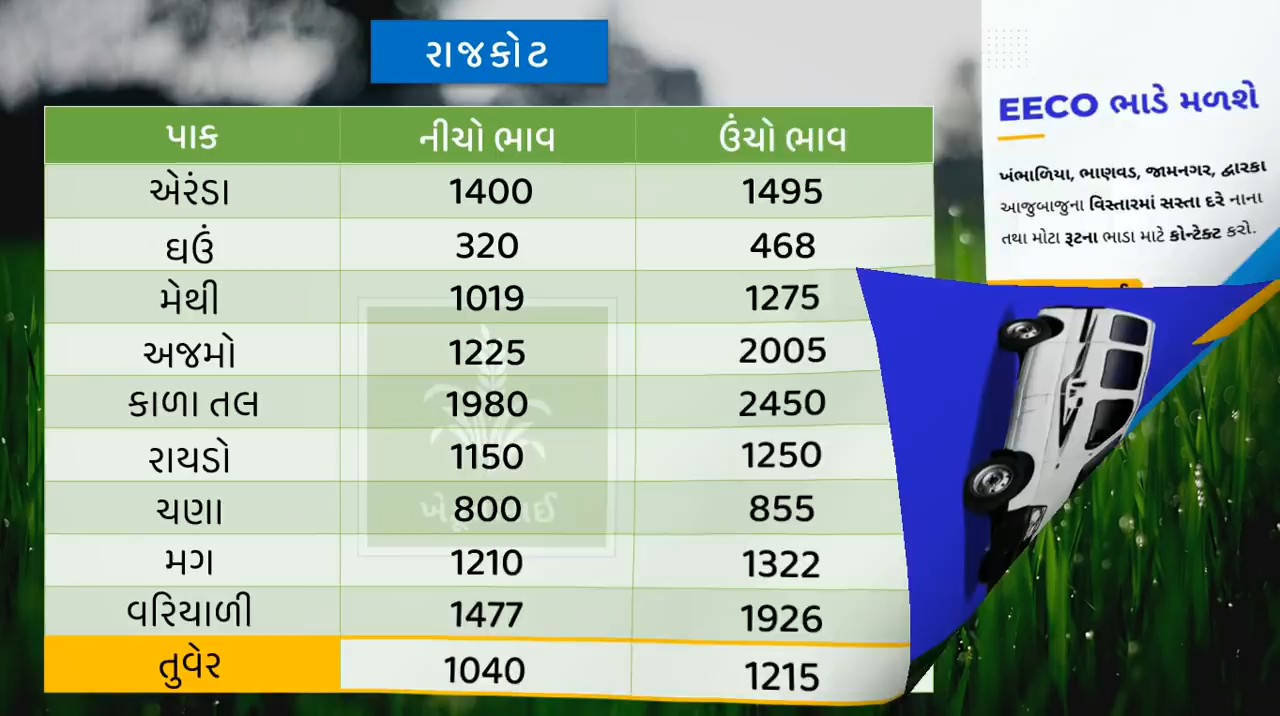 રાજકોટ
પાક નીચો ભાવ ઉંચો ભાવ
એરંડા 1400 1495
ઘઉં 320 468
મેથી 1019 1275
અજમો 1225 2005
કાળા તલ 1980 2450
રાયડો 1150 1250
ચણા 800 855
મગ 1210 1322
વરિયાળી 1477 1926
તુવેર 1040 1215
EECO ભાડે મળશે
ખંભાળિયા, ભાણવડ, જામનગર, દ્વારકા
આજુબાજુના વિસ્તારમાં સસ્તા દરે નાના
તથા મોટા રૂટના ભાડા માટે કોન્ટેક્ટ કરો.